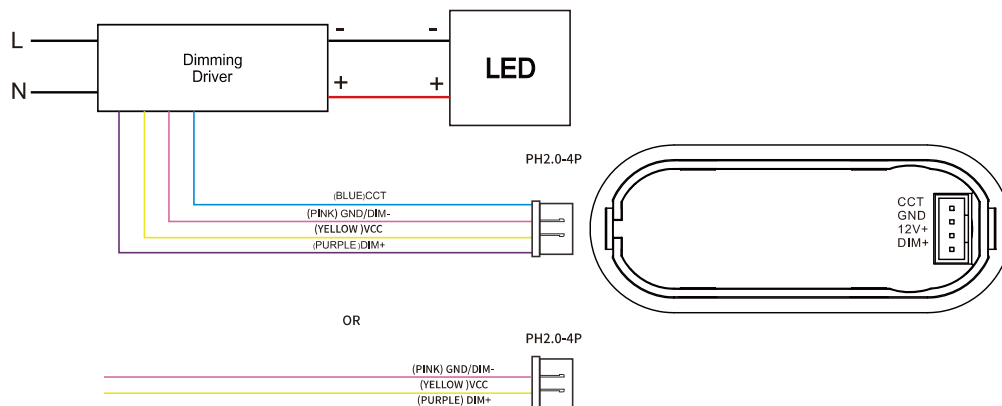 L
N
Dimming
Driver
-
-
+
+
LED
PH2.0-4P
(BLUE)CCT
(PINK) GND/DIM-
(YELLOW )VCC
(PURPLE)DIM+
CCT
GND
12V+
DIM+
OR
PH2.0-4P
(PINK) GND/DIM-
(YELLOW )VCC
(PURPLE) DIM+